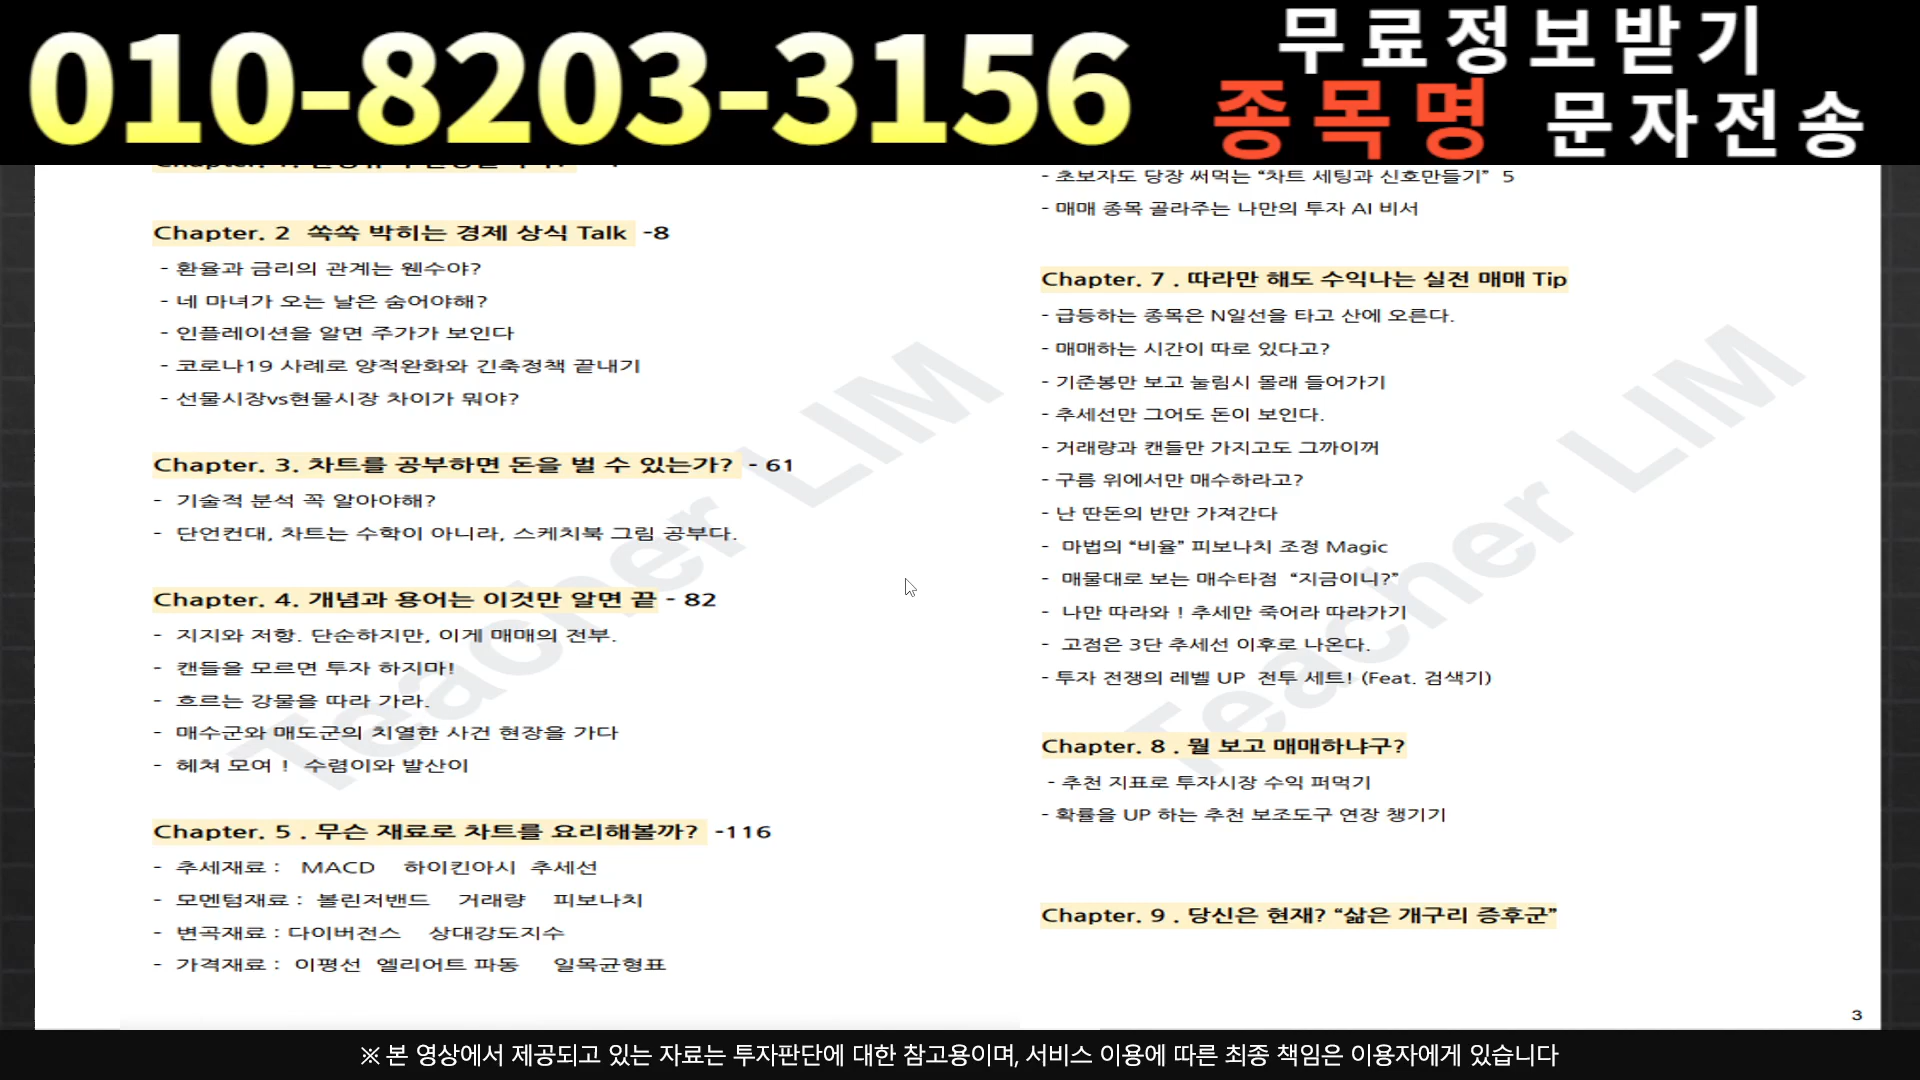 010-8203-3156
무료정보받기
종목명 문자전송
Chapter. 2 쏙쏙 박히는 경제 상식 Talk -8
- 환율과 금리의 관계는 웬수야?
- 네 마녀가 오는 날은 숨어야해?
- 인플레이션을 알면 주가가 보인다
- 코로나19 사례로 양적완화와 긴축정책 끝내기
- 선물시장vs현물시장 차이가 뭐야?
Chapter. 3. 차트를 공부하면 돈을 벌 수 있는가? - 61
- 기술적 분석 꼭 알아야해?
- 단언컨대, 차트는 수학이 아니라, 스케치북 그림 공부다.
Chapter. 4. 개념과 용어는 이것만 알면 끝 - 82
- 지지와 저항. 단순하지만, 이게 매매의 전부.
- 캔들을 모르면 투자 하지마!
- 흐르는 강물을 따라 가라.
- 매수군와 매도군의 치열한 사건 현장을 가다
- 헤쳐 모여 ! 수렴이와 발산이
Chapter. 5 . 무슨 재료로 차트를 요리해볼까? -116
- 추세재료 : MACD 하이킨아시 추세선
- 모멘텀재료 : 볼린저밴드 거래량 피보나치
- 변곡재료 : 다이버전스 상대강도지수
- 가격재료 : 이평선 엘리어트 파동 일목균형표
- 초보자도 당장 써먹는 “차트 세팅과 신호만들기” 5
- 매매 종목 골라주는 나만의 투자 AI 비서
Chapter. 7 . 따라만 해도 수익나는 실전 매매 Tip
- 급등하는 종목은 N일선을 타고 산에 오른다.
- 매매하는 시간이 따로 있다고?
- 기준봉만 보고 눌림시 몰래 들어가기
- 추세선만 그어도 돈이 보인다.
- 거래량과 캔들만 가지고도 그까이꺼
- 구름 위에서만 매수하라고?
- 난 딴돈의 반만 가져간다
- 마법의 “비율” 피보나치 조정 Magic
- 매물대로 보는 매수타점 “지금이니?”
- 나만 따라와 ! 추세만 죽어라 따라가기
- 고점은 3단 추세선 이후로 나온다.
- 투자 전쟁의 레벨 UP 전투 세트! (Feat. 검색기)
Chapter. 8 . 뭘 보고 매매하냐구?
- 추천 지표로 투자시장 수익 퍼먹기
- 확률을 UP 하는 추천 보조도구 연장 챙기기
Chapter. 9 . 당신은 현재? “삶은 개구리 증후군”
Teacher LIM
Teacher LIM
3
※ 본 영상에서 제공되고 있는 자료는 투자판단에 대한 참고용이며, 서비스 이용에 따른 최종 책임은 이용자에게 있습니다